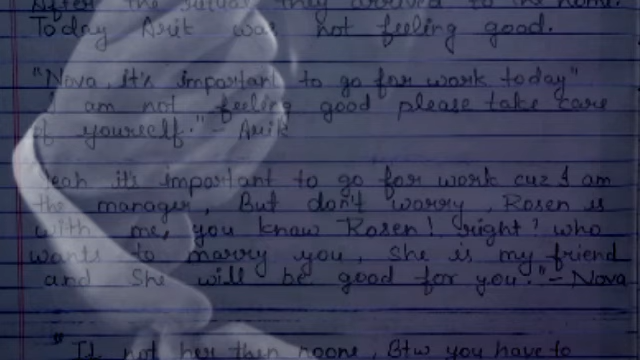 After the ritual they arrived to the home.
Today Arik was not feeling good.
"Nova, it's important to go for work today"
I am not feeling good please take care
of yourself." - Arik
Yeah it's important to go for work cuz I am
the manager, But don't worry, Rosen is
with me, you know Rosen! right? who
wants to marry you, She is my friend
and She will be good for you." - Nova
"If not her then noone, Btw you have to